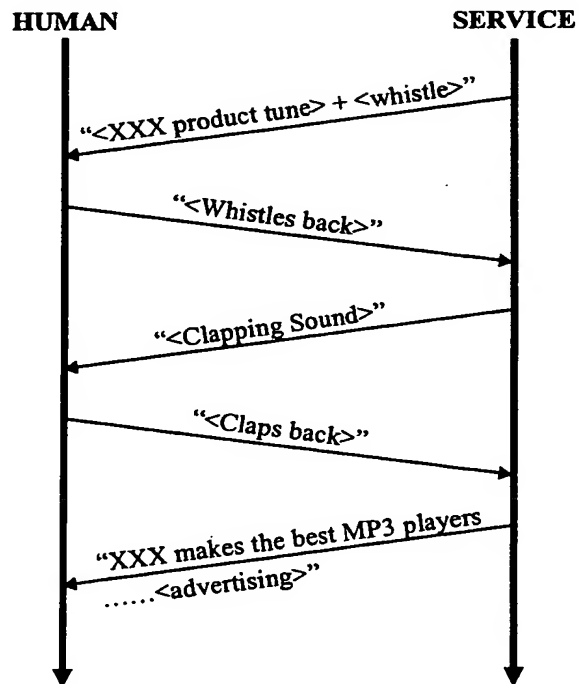 HUMAN
SERVICE
“<XXX product tune> + <whistle>”
“<Whistles back>”
“<Clapping Sound>”
“<Claps back>”
“XXX makes the best MP3 players
……<advertising>”